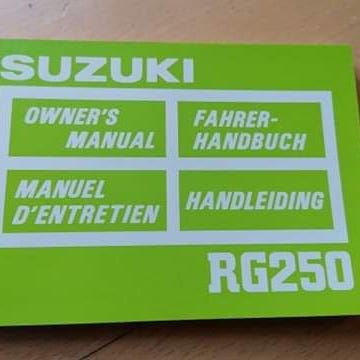 SUZUKI
OWNER'S
MANUAL
FAHRER-
HANDBUCH
MANUEL
D'ENTRETIEN
HANDLEIDING
RG250